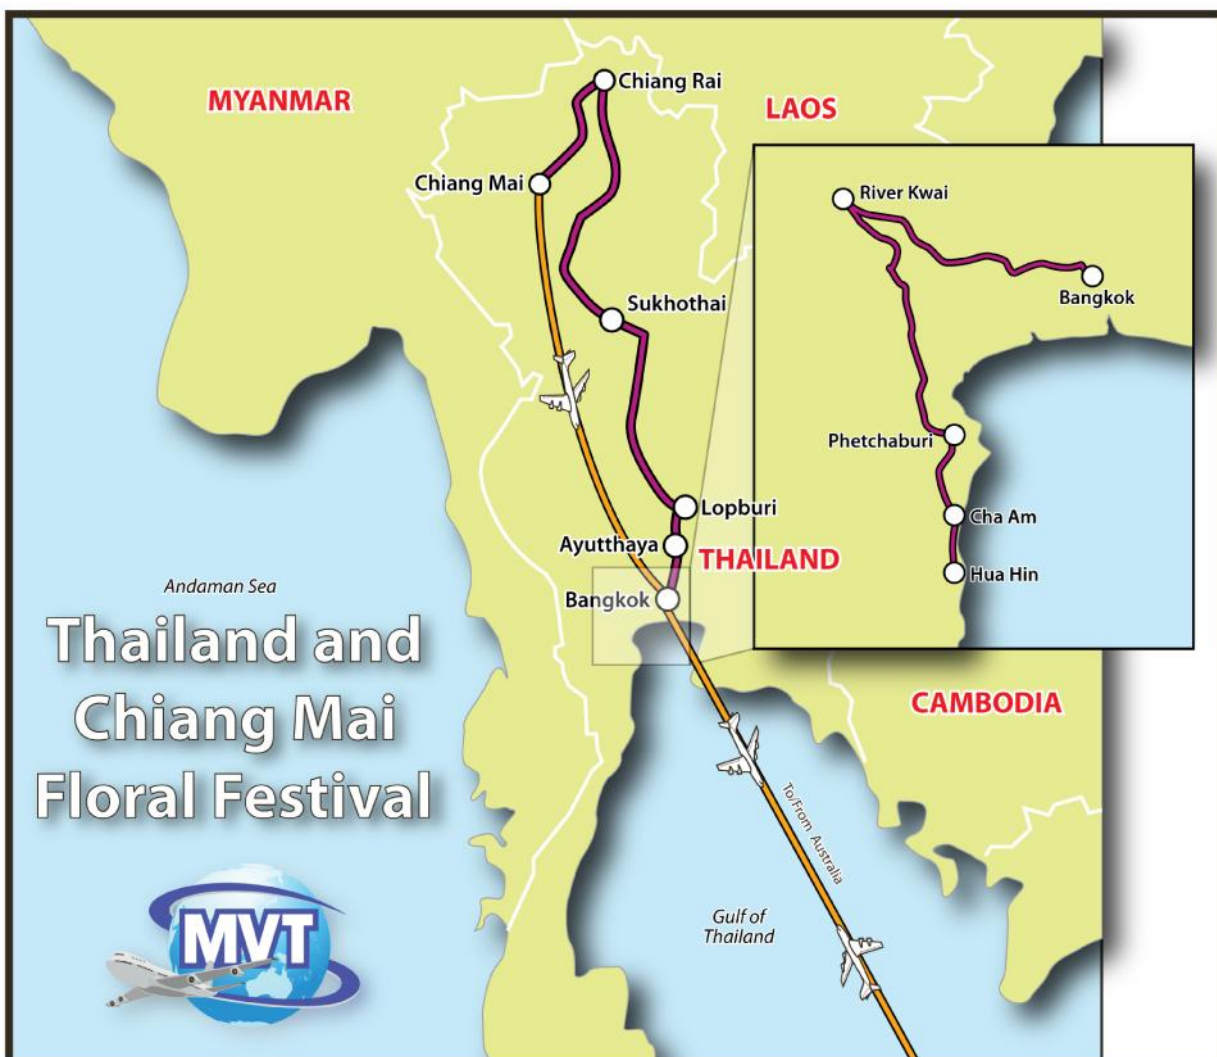 MYANMAR
Chiang Rai
LAOS
Chiang Mai
River Kwai
Bangkok
Sukhothai
Phetchaburi
Lopburi
Cha Am
Ayutthaya
THAILAND
Hua Hin
Andaman Sea
Bangkok
Thailand and
Chiang Mai
Floral Festival
CAMBODIA
To/From Australia
Gulf of
Thailand
MVT